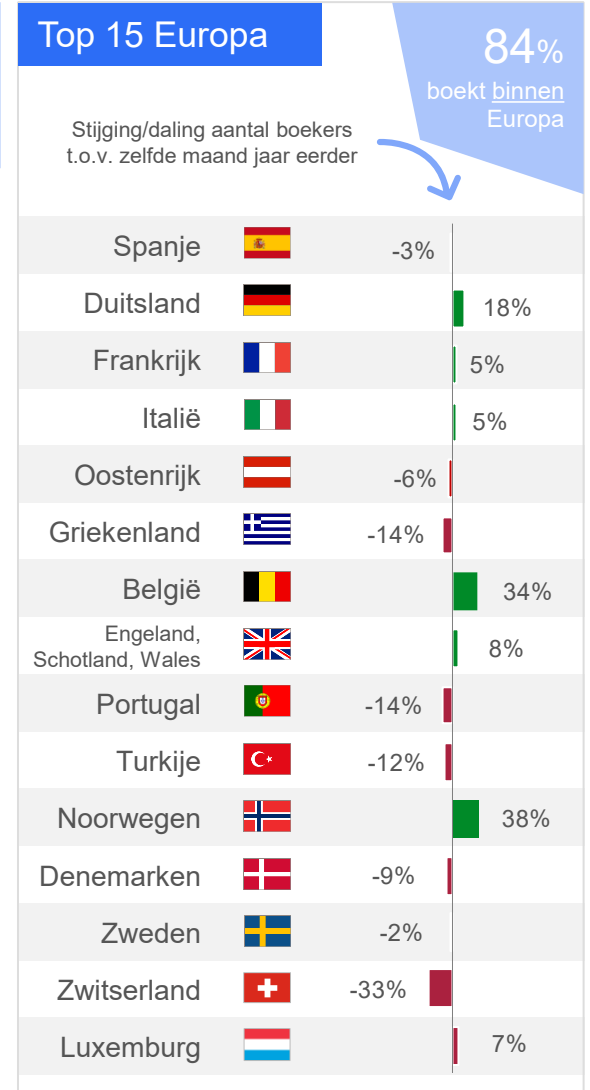 Top 15 Europa
84%
boekt binnen
Europa
Stijging/daling aantal boekers
t.o.v. zelfde maand jaar eerder
Spanje -3%
Duitsland 18%
Frankrijk 5%
Italië 5%
Oostenrijk -6%
Griekenland -14%
België 34%
Engeland,
Schotland, Wales 8%
Portugal -14%
Turkije -12%
Noorwegen 38%
Denemarken -9%
Zweden -2%
Zwitserland -33%
Luxemburg 7%